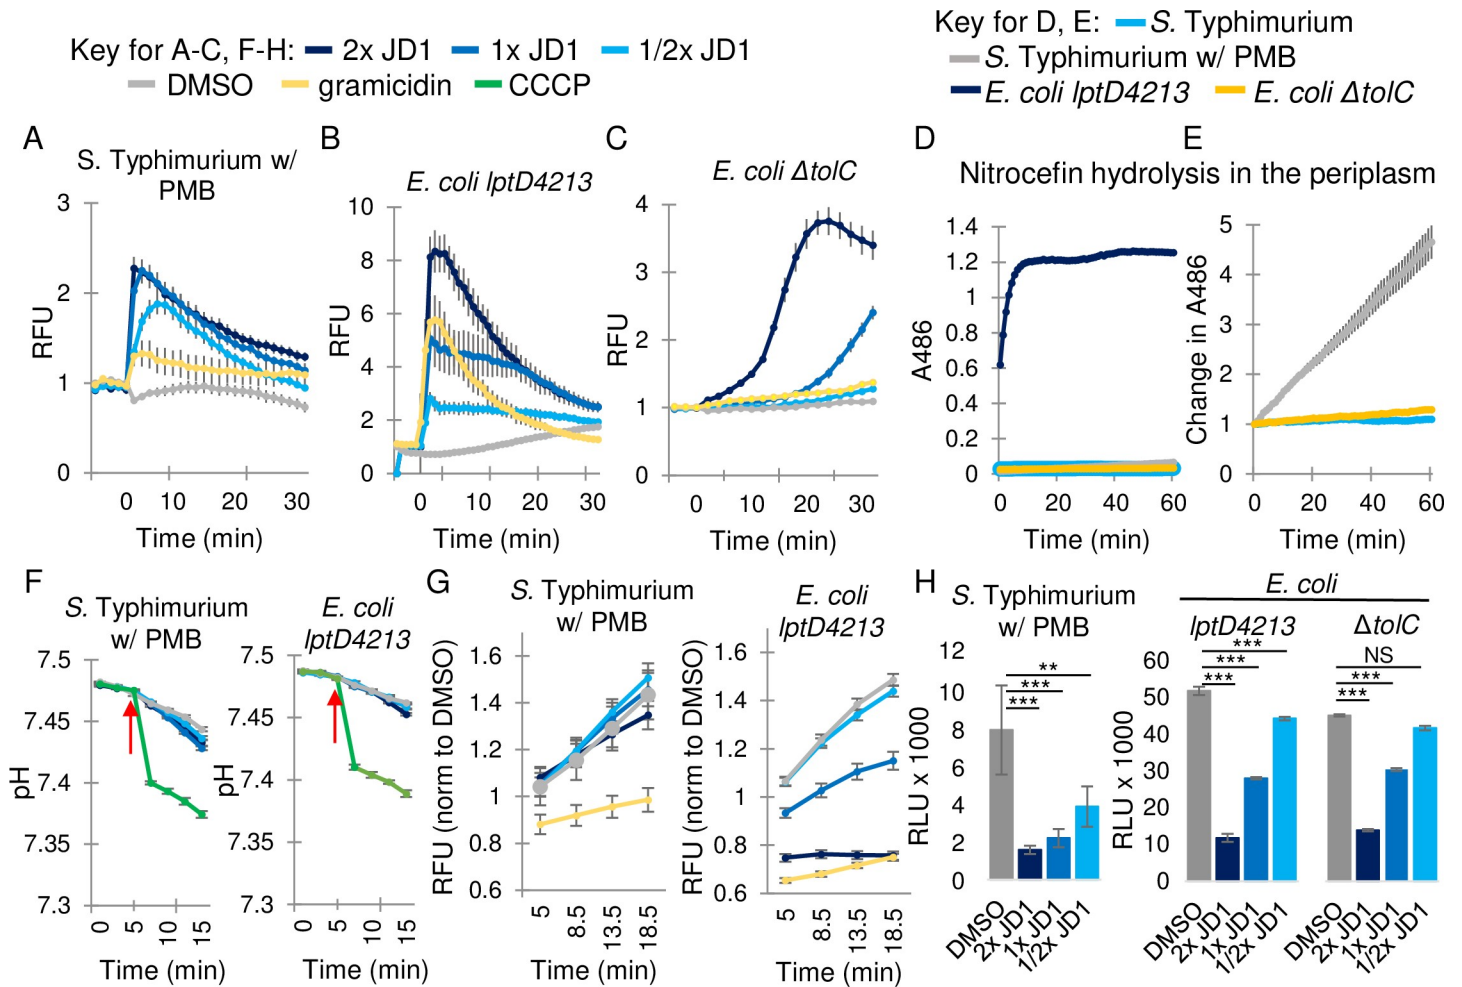 Key for A-C, F-H: 2x JD1 1x JD1 1/2x JD1
DMSO gramicidin CCCP
Key for D, E: S. Typhimurium
S. Typhimurium w/ PMB
E. coli lptD4213 E. coli ΔtolC
A
S. Typhimurium w/
PMB
RFU
3
2
1
0
0 10 20 30
Time (min)
B
E. coli lptD4213
RFU
10
8
6
4
2
0
0 10 20 30
Time (min)
C
E. coli ΔtolC
RFU
4
3
2
1
0
0 10 20 30
Time (min)
D E
Nitrocefin hydrolysis in the periplasm
A486
1.4
1.2
1
0.8
0.6
0.4
0.2
0
0 20 40 60
Time (min)
Change in A486
5
4
3
2
1
0
0 20 40 60
Time (min)
F
S. Typhimurium
w/ PMB
pH
7.5
7.45
7.4
7.35
7.3
0 5 10 15
Time (min)
E. coli
lptD4213
pH
7.5
7.45
7.4
7.35
7.3
0 5 10 15
Time (min)
G
S. Typhimurium
w/ PMB
RFU (norm to DMSO)
1.6
1.4
1.2
1
0.8
0.6
5 8.5 13.5 18.5
Time (min)
E. coli
lptD4213
RFU (norm to DMSO)
1.6
1.4
1.2
1
0.8
0.6
5 8.5 13.5 18.5
Time (min)
H
S. Typhimurium
w/ PMB
RLU x 1000
12
10
8
6
4
2
0
**
***
***
DMSO
2x JD1
1x JD1
1/2x JD1
E. coli
lptD4213 ΔtolC
RLU x 1000
60
50
40
30
20
10
0
***
***
***
NS
***
***
DMSO
2x JD1
1x JD1
1/2x JD1
DMSO
2x JD1
1x JD1
1/2x JD1